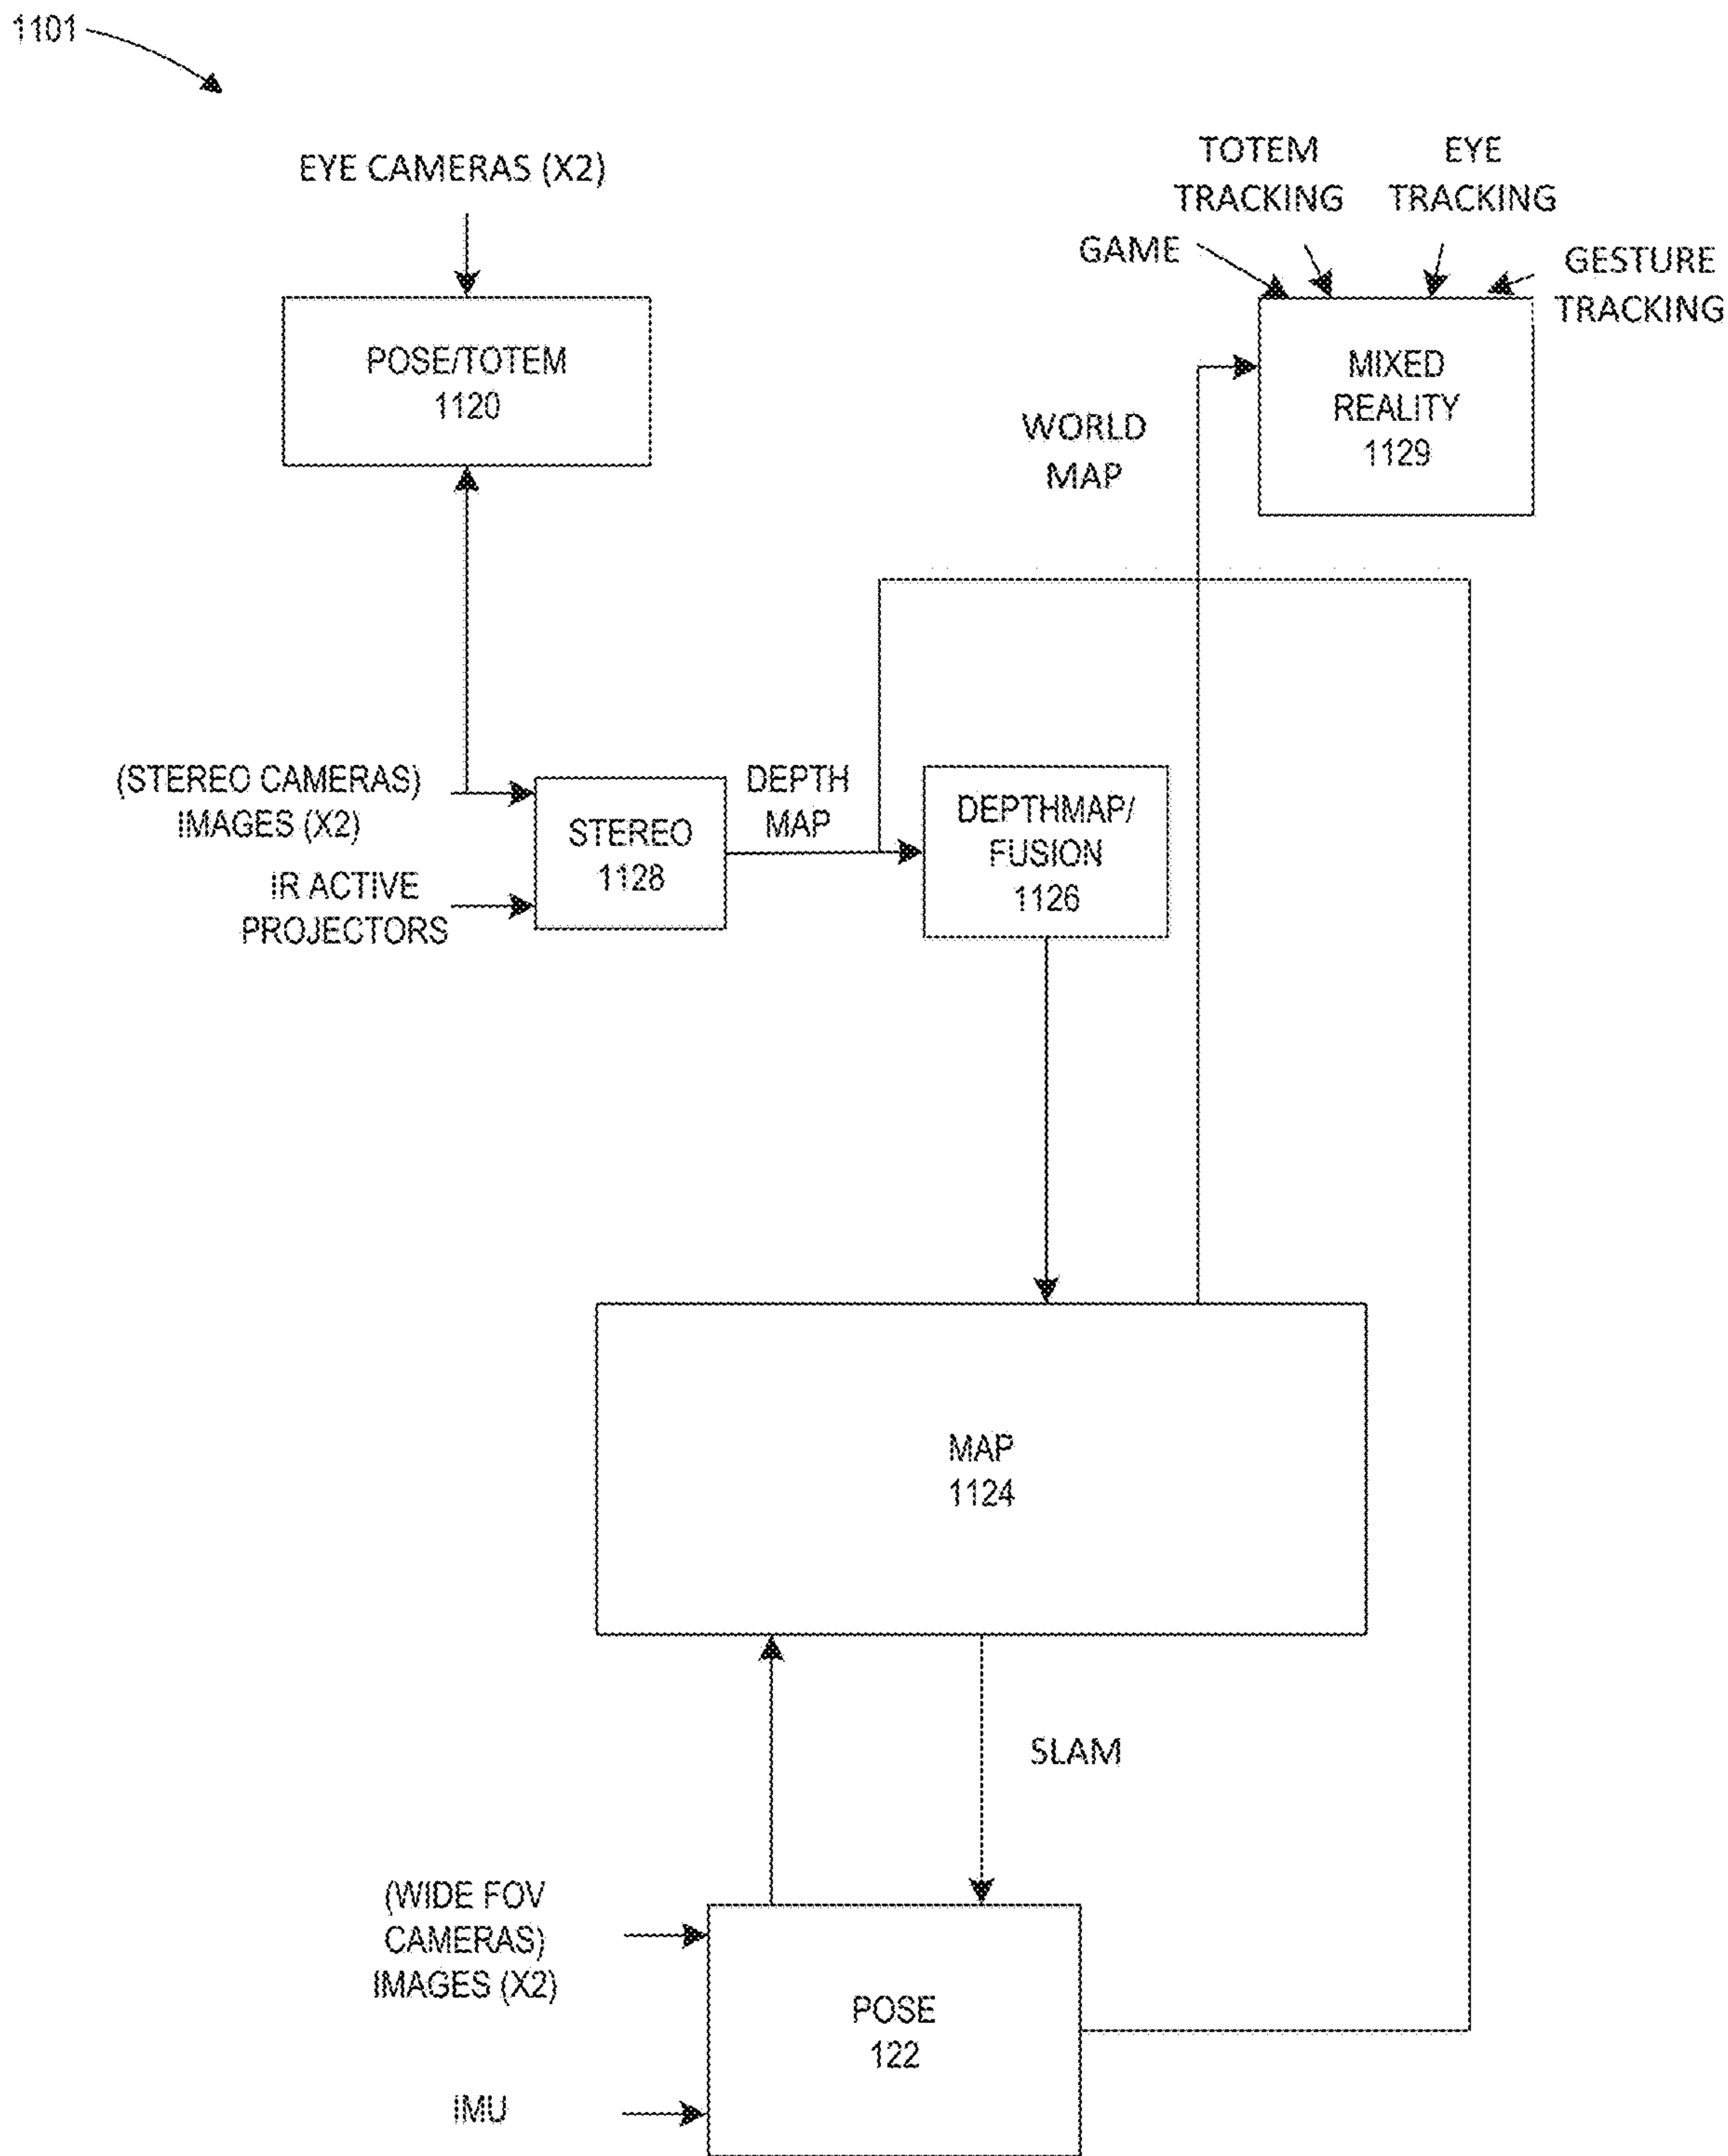 1101
EYE CAMERAS (X2)
POSE/TOTEM
1120
TOTEM
TRACKING
EYE
TRACKING
GAME
GESTURE
TRACKING
MIXED
REALITY
1129
WORLD
MAP
(STEREO CAMERAS)
IMAGES (X2)
IR ACTIVE
PROJECTORS
STEREO
1128
DEPTH
MAP
DEPTHMAP/
FUSION
1126
MAP
1124
SLAM
(WIDE FOV
CAMERAS)
IMAGES (X2)
IMU
POSE
122